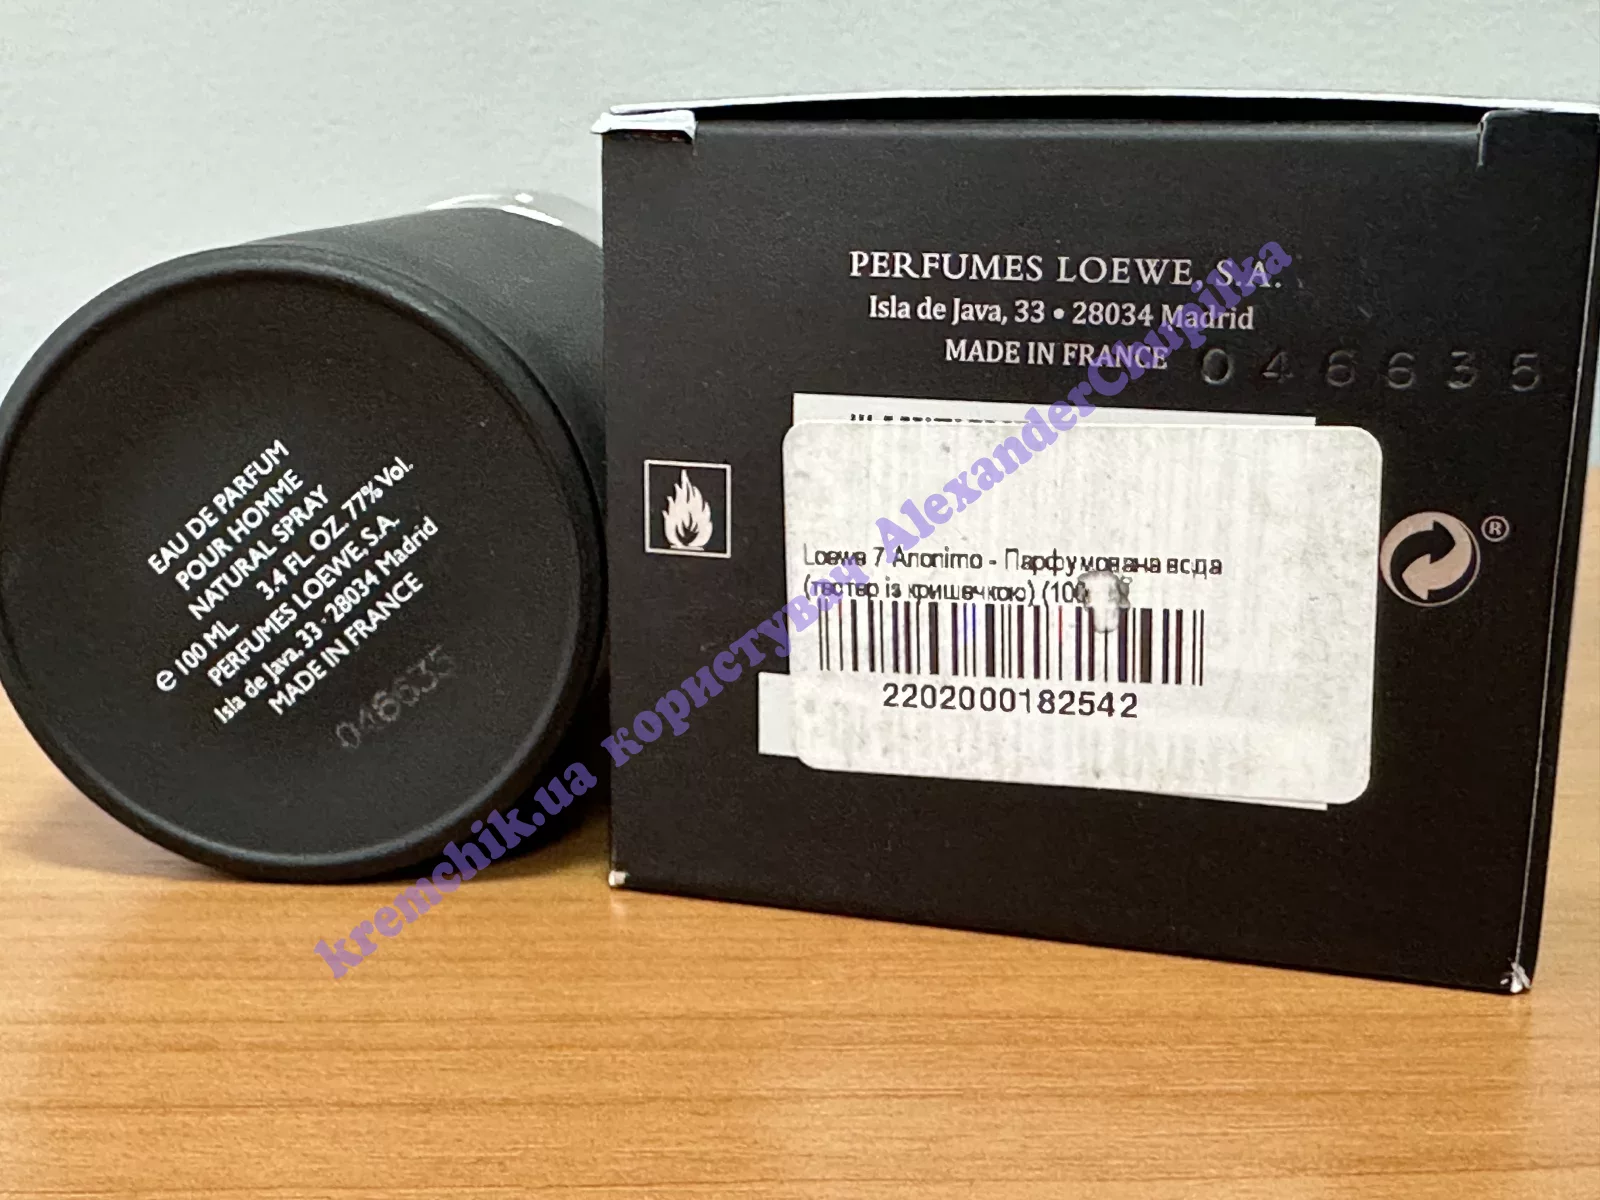 EAU DE PARFUM
POUR HOMME
NATURAL SPRAY
℮ 100 ML 3.4 FL. OZ. 77% Vol.
PERFUMES LOEWE, S.A.
Isla de Java, 33 · 28034 Madrid
MADE IN FRANCE
046635
PERFUMES LOEWE, S.A.
Isla de Java, 33 • 28034 Madrid
MADE IN FRANCE
046635
®
Loewe 7 Anonimo - Парфумована вода
(тестер із кришечкою) (100
2202000182542
kremchik.ua користувач AlexanderChupilka